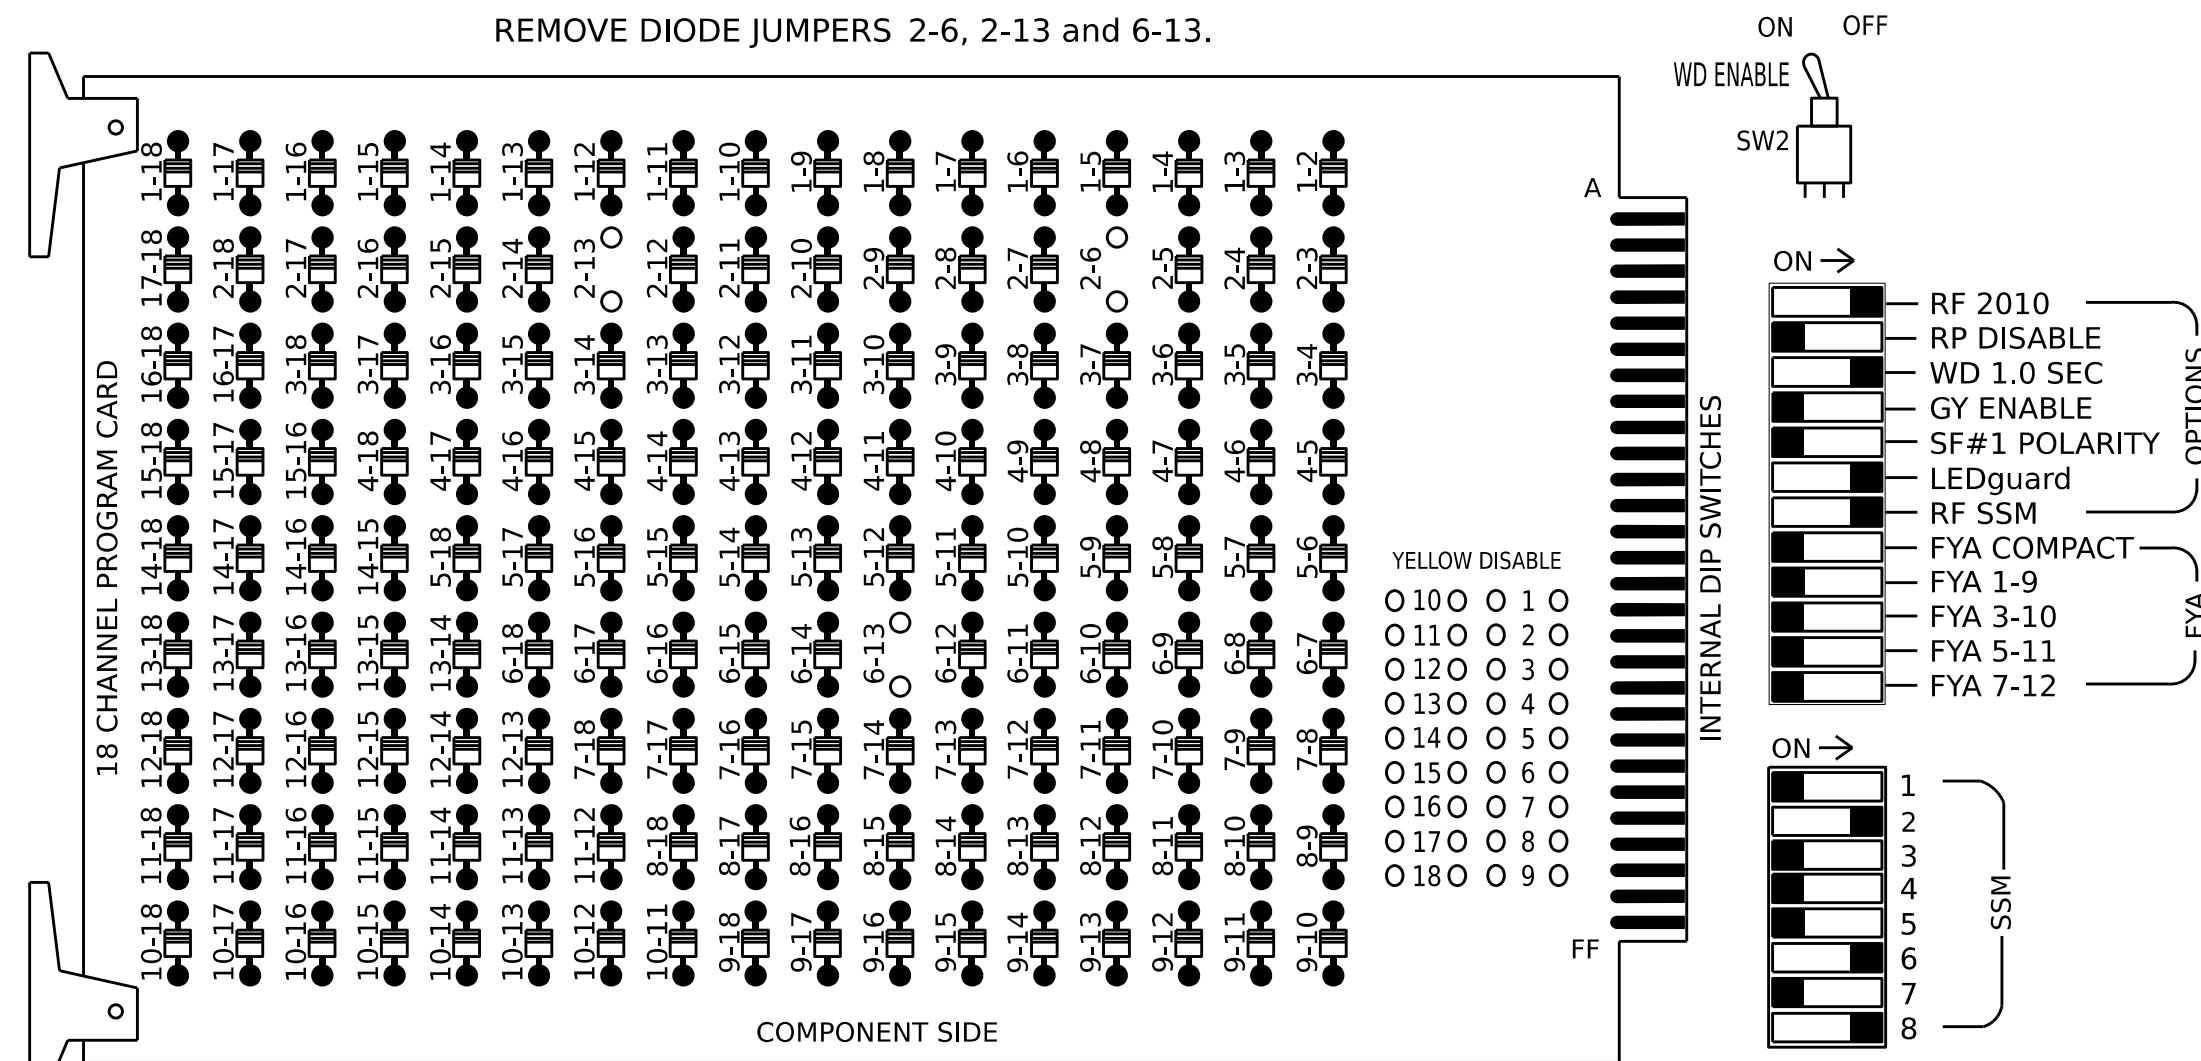 REMOVE DIODE JUMPERS 2-6, 2-13 and 6-13.
ON OFF
WD ENABLE
SW2
1-18 1-17 1-16 1-15 1-14 1-13 1-12 1-11 1-10 1-9 1-8 1-7 1-6 1-5 1-4 1-3 1-2
17-18 2-18 2-17 2-16 2-15 2-14 2-13 2-12 2-11 2-10 2-9 2-8 2-7 2-6 2-5 2-4 2-3
16-18 16-17 3-18 3-17 3-16 3-15 3-14 3-13 3-12 3-11 3-10 3-9 3-8 3-7 3-6 3-5 3-4
15-18 15-17 15-16 4-18 4-17 4-16 4-15 4-14 4-13 4-12 4-11 4-10 4-9 4-8 4-7 4-6 4-5
14-18 14-17 14-16 14-15 5-18 5-17 5-16 5-15 5-14 5-13 5-12 5-11 5-10 5-9 5-8 5-7 5-6
13-18 13-17 13-16 13-15 13-14 6-18 6-17 6-16 6-15 6-14 6-13 6-12 6-11 6-10 6-9 6-8 6-7
12-18 12-17 12-16 12-15 12-14 12-13 7-18 7-17 7-16 7-15 7-14 7-13 7-12 7-11 7-10 7-9 7-8
11-18 11-17 11-16 11-15 11-14 11-13 11-12 8-18 8-17 8-16 8-15 8-14 8-13 8-12 8-11 8-10 8-9
10-18 10-17 10-16 10-15 10-14 10-13 10-12 10-11 9-18 9-17 9-16 9-15 9-14 9-13 9-12 9-11 9-10
18 CHANNEL PROGRAM CARD
COMPONENT SIDE
YELLOW DISABLE
10 1
11 2
12 3
13 4
14 5
15 6
16 7
17 8
18 9
A
FF
INTERNAL DIP SWITCHES
ON →
RF 2010
RP DISABLE
WD 1.0 SEC
GY ENABLE
SF#1 POLARITY
LEDguard
RF SSM
FYA COMPACT
FYA 1-9
FYA 3-10
FYA 5-11
FYA 7-12
OPTIONS
FYA
ON →
1
2
3
4
5
6
7
8
SSM